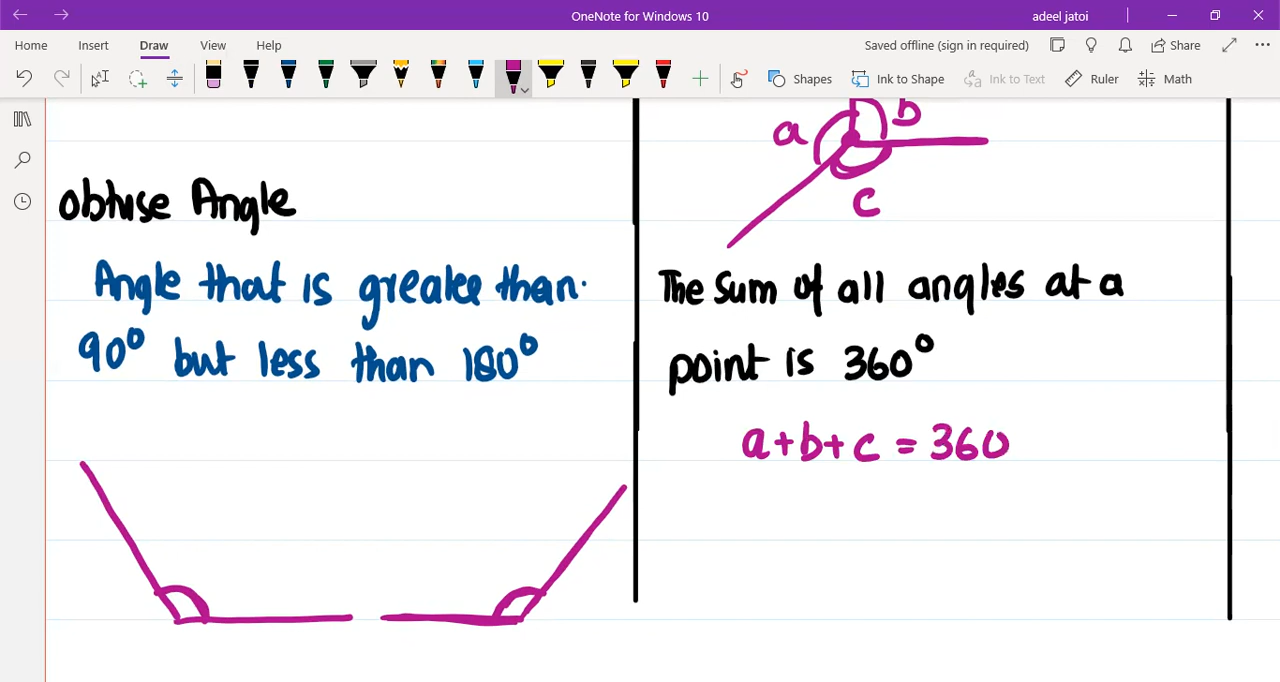 OneNote for Windows 10
adeel jatoi
Home Insert Draw View Help
Saved offline (sign in required)
Share
Shapes
Ink to Shape
Ink to Text
Ruler
Math
obtuse Angle
Angle that is greater than
90° but less than 180°
a b
c
The Sum of all angles at a
point is 360°
a+b+c = 360